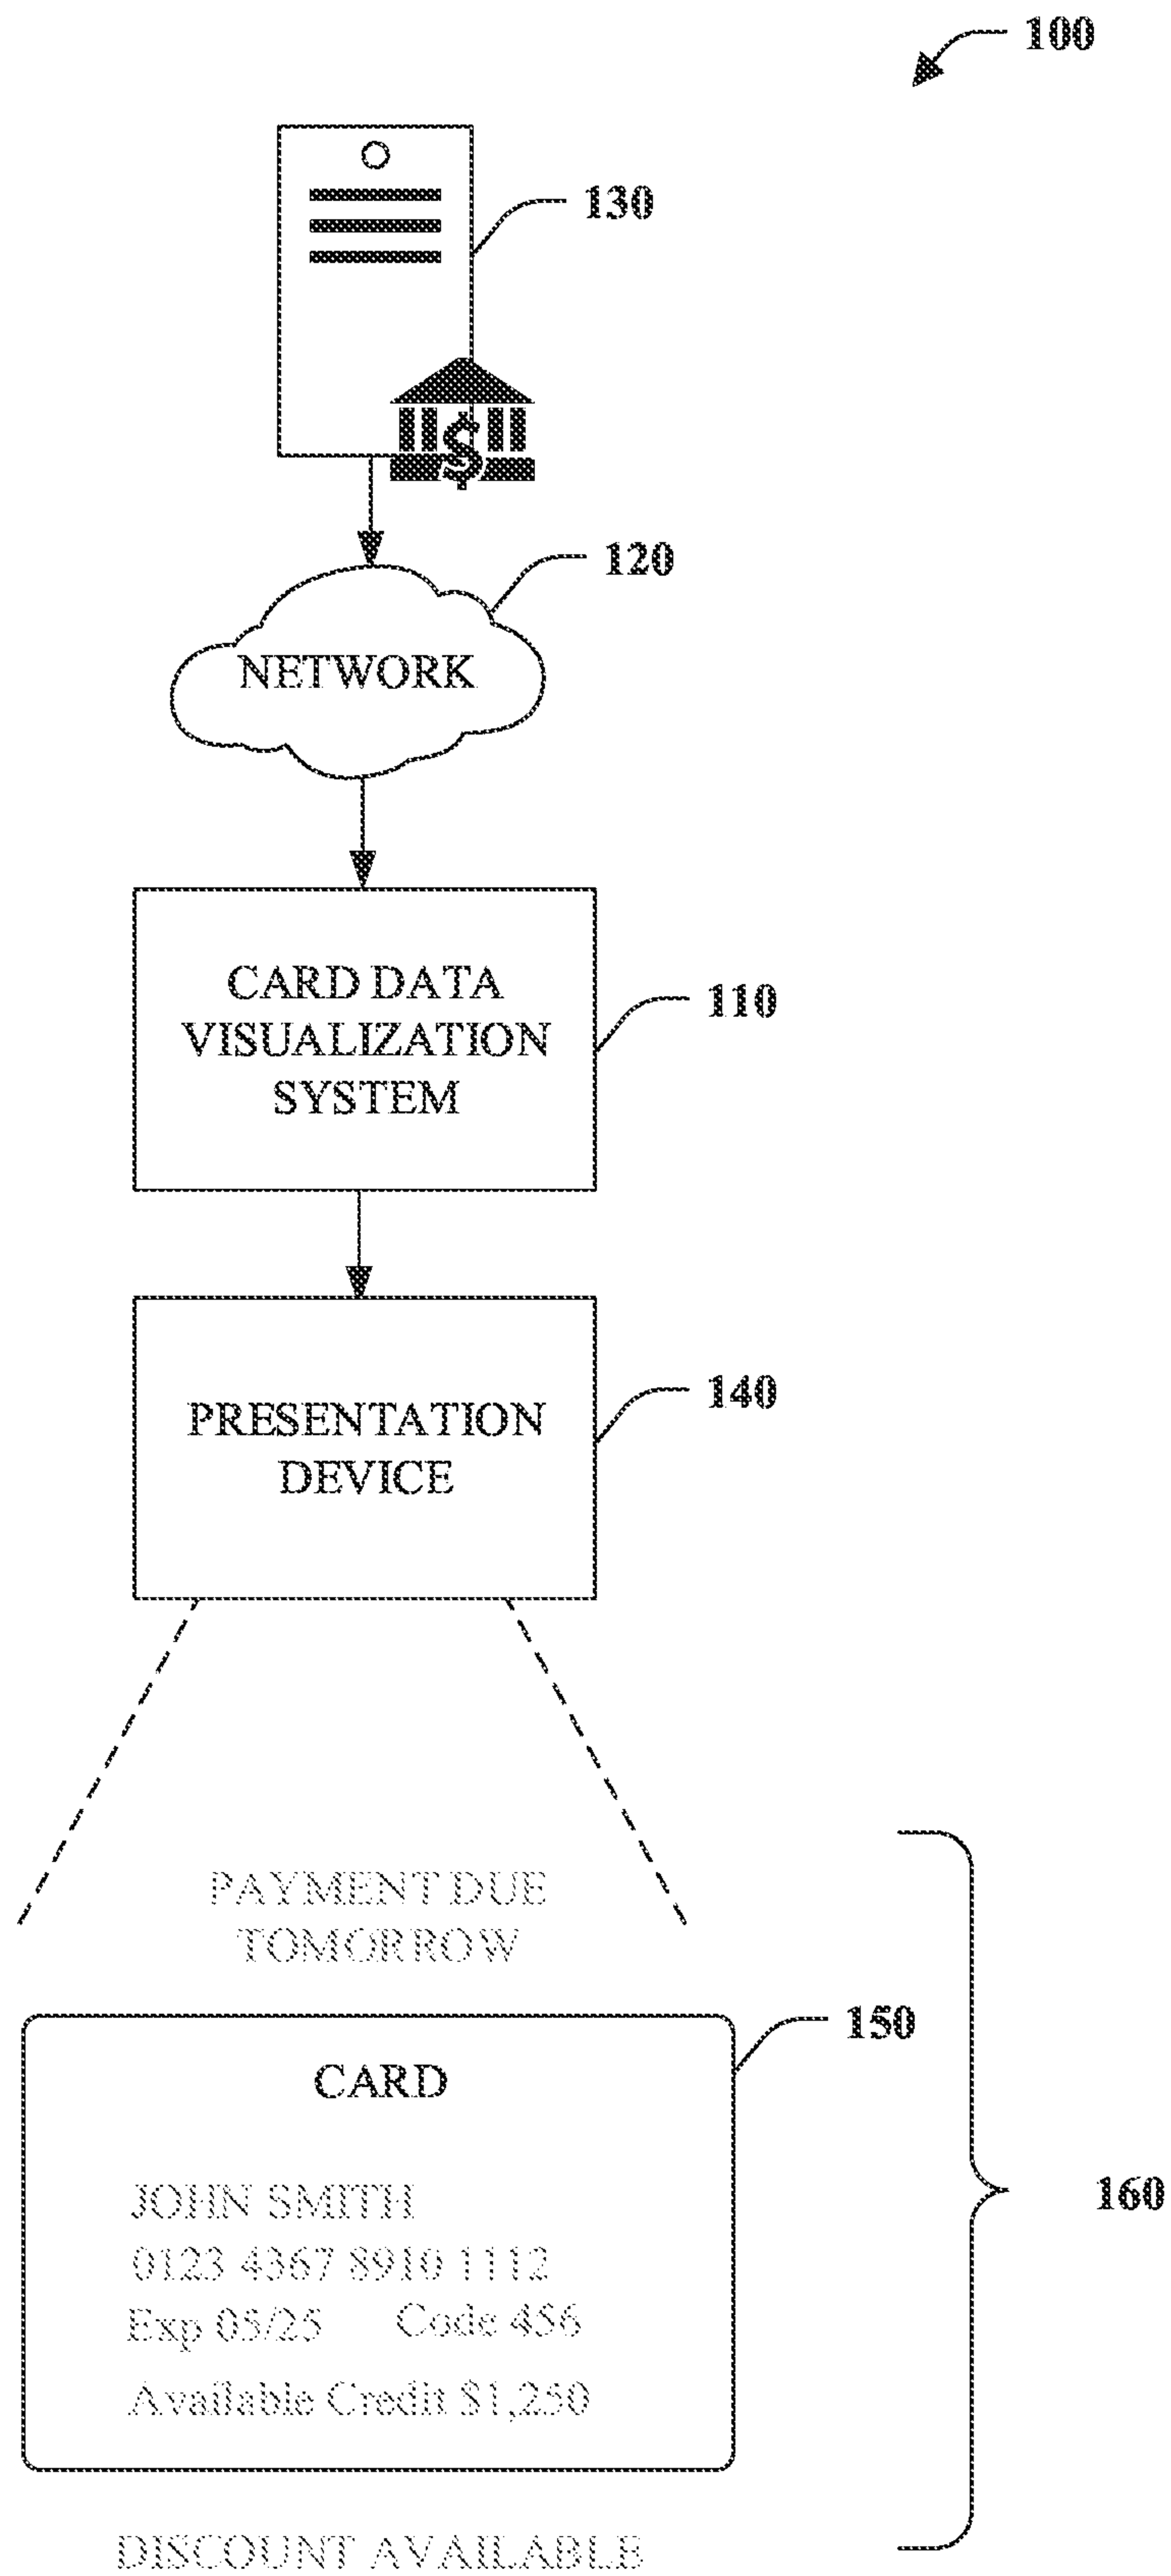 100
130
$
120
NETWORK
CARD DATA
VISUALIZATION
SYSTEM
110
PRESENTATION
DEVICE
140
PAYMENT DUE
TOMORROW
150
CARD
JOHN SMITH
0123 4367 8910 1112
Exp 05/25 Code 456
Available Credit $1,250
160
DISCOUNT AVAILABLE